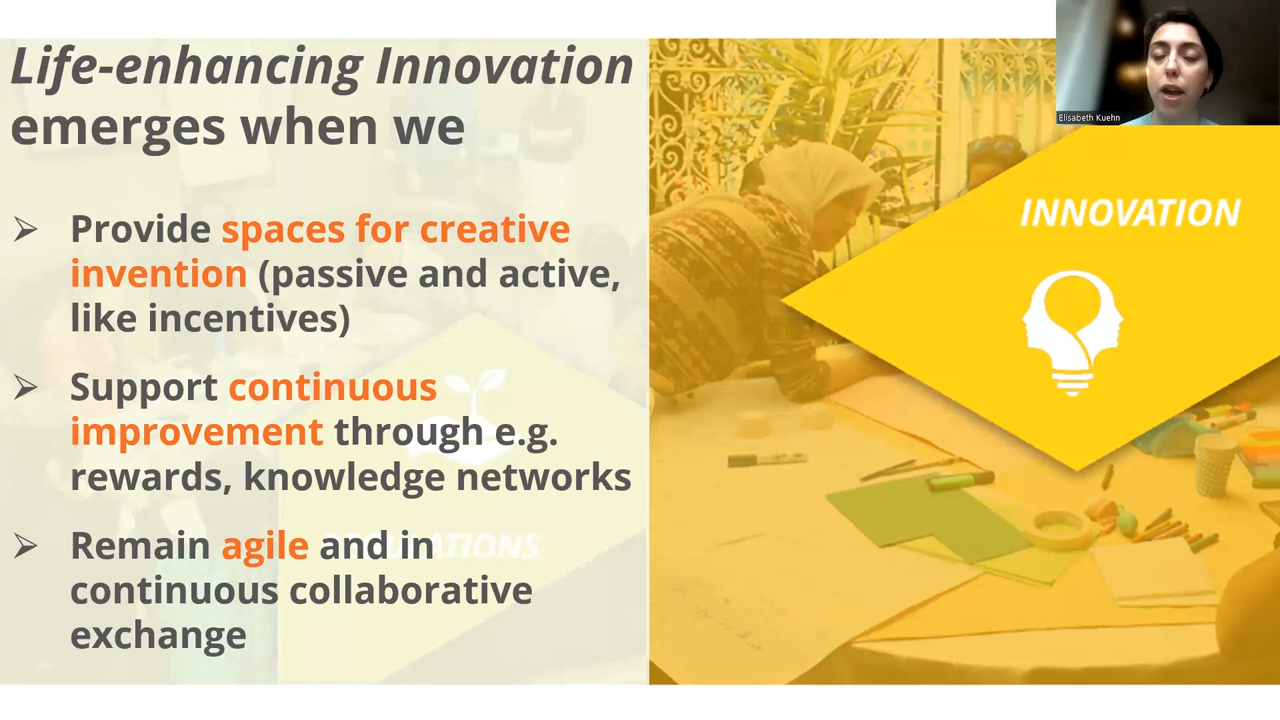 Life-enhancing Innovation
emerges when we
Provide spaces for creative
invention (passive and active,
like incentives)
Support continuous
improvement through e.g.
rewards, knowledge networks
Remain agile and in
continuous collaborative
exchange
Elisabeth Kuehn
INNOVATION